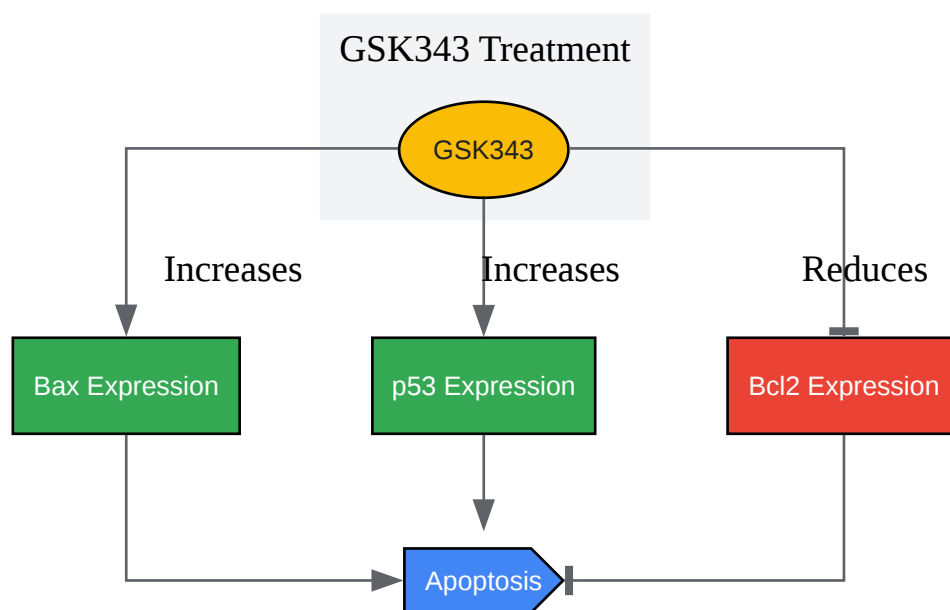 GSK343 Treatment
GSK343
Increases
Increases
Reduces
Bax Expression
p53 Expression
Bcl2 Expression
Apoptosis